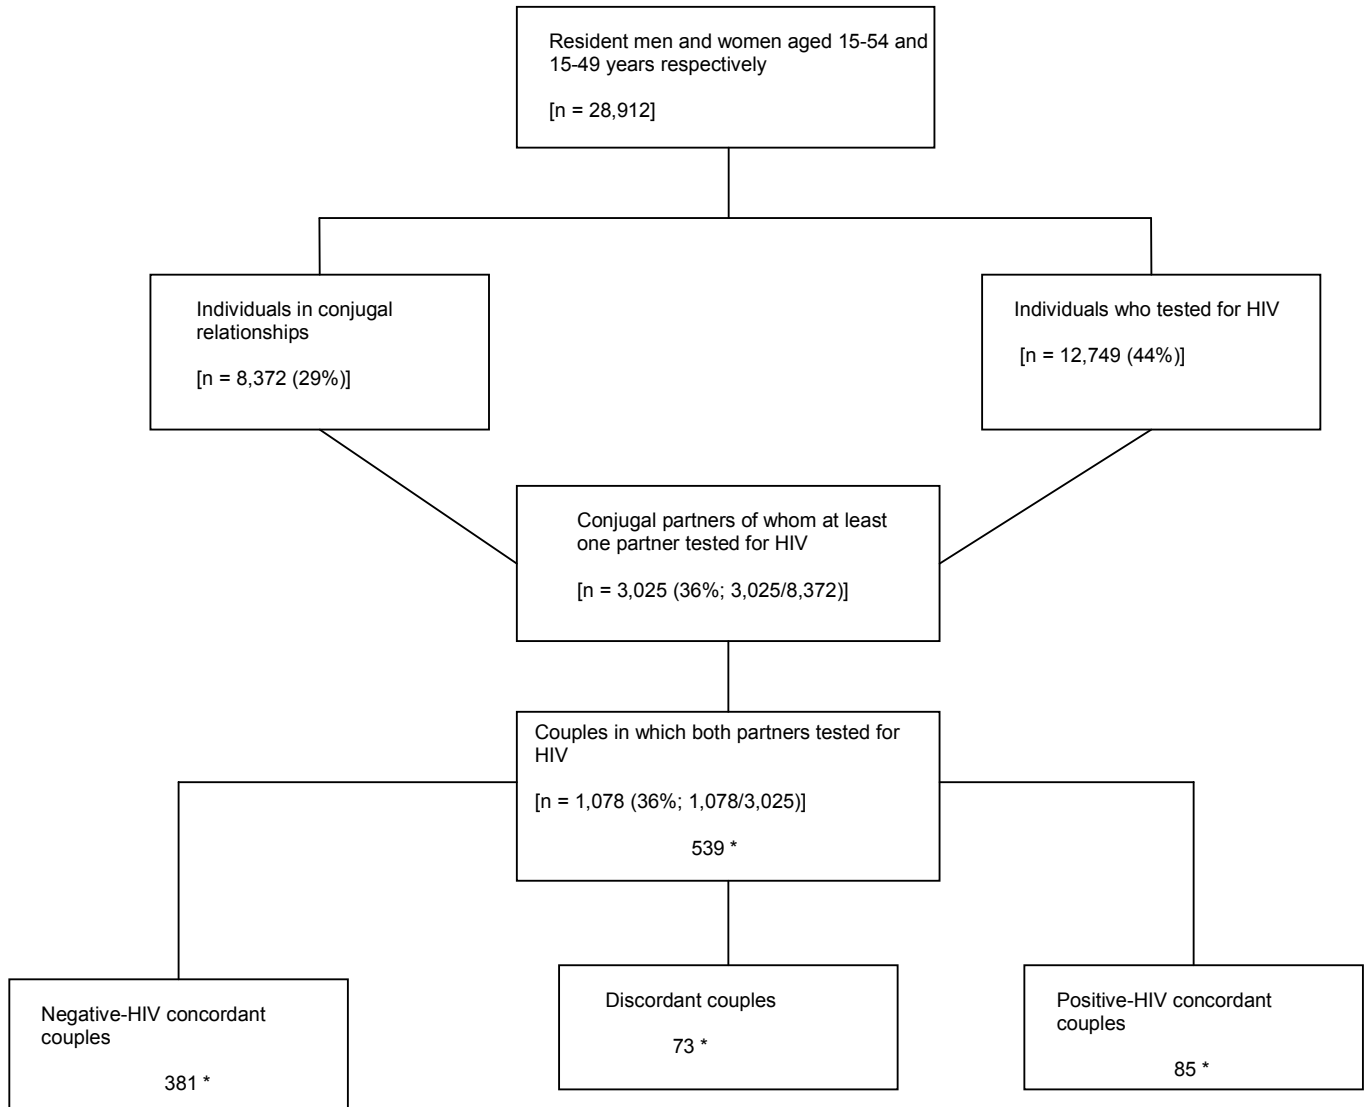 Resident men and women aged 15-54 and
15-49 years respectively
[n = 28,912]
Individuals in conjugal
relationships
[n = 8,372 (29%)]
Individuals who tested for HIV
[n = 12,749 (44%)]
Conjugal partners of whom at least
one partner tested for HIV
[n = 3,025 (36%; 3,025/8,372)]
Couples in which both partners tested for
HIV
[n = 1,078 (36%; 1,078/3,025)]
539 *
Negative-HIV concordant
couples
381 *
Discordant couples
73 *
Positive-HIV concordant
couples
85 *